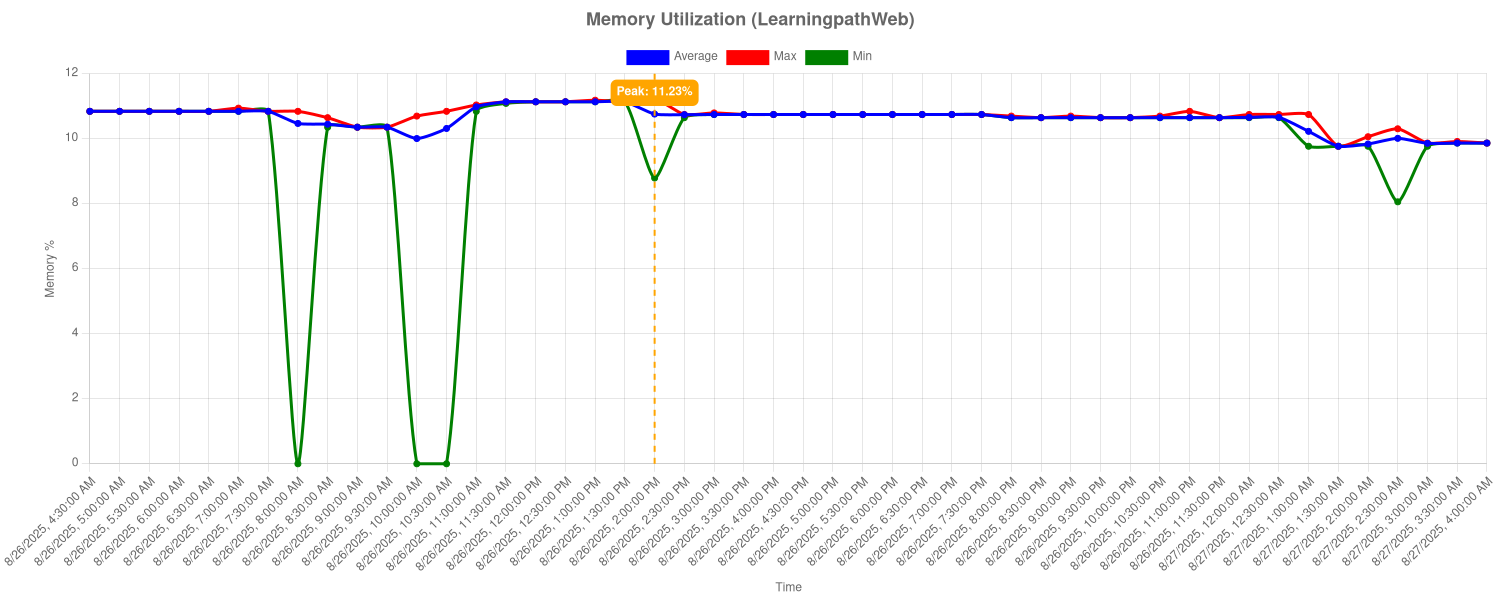 Memory Utilization (LearningpathWeb)
Average Max Min
Peak: 11.23%
12
10
8
6
4
2
0
Memory %
8/26/2025, 4:30:00 AM
8/26/2025, 5:00:00 AM
8/26/2025, 5:30:00 AM
8/26/2025, 6:00:00 AM
8/26/2025, 6:30:00 AM
8/26/2025, 7:00:00 AM
8/26/2025, 7:30:00 AM
8/26/2025, 8:00:00 AM
8/26/2025, 8:30:00 AM
8/26/2025, 9:00:00 AM
8/26/2025, 9:30:00 AM
8/26/2025, 10:00:00 AM
8/26/2025, 10:30:00 AM
8/26/2025, 11:00:00 AM
8/26/2025, 11:30:00 AM
8/26/2025, 12:00:00 PM
8/26/2025, 12:30:00 PM
8/26/2025, 1:00:00 PM
8/26/2025, 1:30:00 PM
8/26/2025, 2:00:00 PM
8/26/2025, 2:30:00 PM
8/26/2025, 3:00:00 PM
8/26/2025, 3:30:00 PM
8/26/2025, 4:00:00 PM
8/26/2025, 4:30:00 PM
8/26/2025, 5:00:00 PM
8/26/2025, 5:30:00 PM
8/26/2025, 6:00:00 PM
8/26/2025, 6:30:00 PM
8/26/2025, 7:00:00 PM
8/26/2025, 7:30:00 PM
8/26/2025, 8:00:00 PM
8/26/2025, 8:30:00 PM
8/26/2025, 9:00:00 PM
8/26/2025, 9:30:00 PM
8/26/2025, 10:00:00 PM
8/26/2025, 10:30:00 PM
8/26/2025, 11:00:00 PM
8/26/2025, 11:30:00 PM
8/27/2025, 12:00:00 AM
8/27/2025, 12:30:00 AM
8/27/2025, 1:00:00 AM
8/27/2025, 1:30:00 AM
8/27/2025, 2:00:00 AM
8/27/2025, 2:30:00 AM
8/27/2025, 3:00:00 AM
8/27/2025, 3:30:00 AM
8/27/2025, 4:00:00 AM
Time